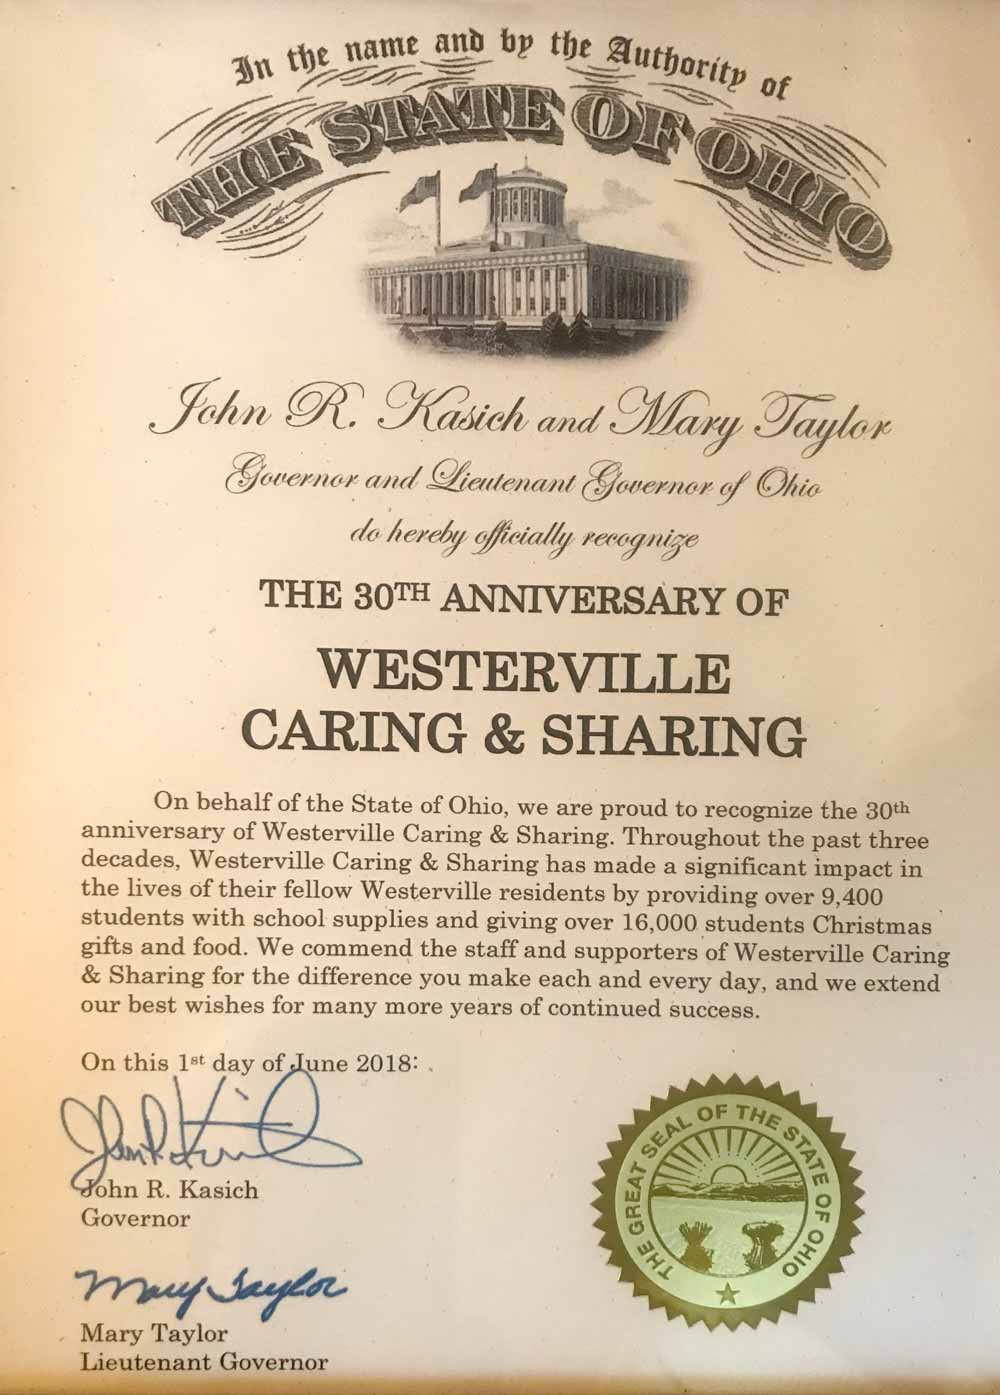 In the name and by the Authority of
THE STATE OF OHIO
John R. Kasich and Mary Taylor
Governor and Lieutenant Governor of Ohio
do hereby officially recognize
THE 30TH ANNIVERSARY OF
WESTERVILLE
CARING & SHARING
On behalf of the State of Ohio, we are proud to recognize the 30th
anniversary of Westerville Caring & Sharing. Throughout the past three
decades, Westerville Caring & Sharing has made a significant impact in
the lives of their fellow Westerville residents by providing over 9,400
students with school supplies and giving over 16,000 students Christmas
gifts and food. We commend the staff and supporters of Westerville Caring
& Sharing for the difference you make each and every day, and we extend
our best wishes for many more years of continued success.
On this 1st day of June 2018:
John R. Kasich
John R. Kasich
Governor
Mary Taylor
Mary Taylor
Lieutenant Governor
THE GREAT SEAL OF THE STATE OF OHIO